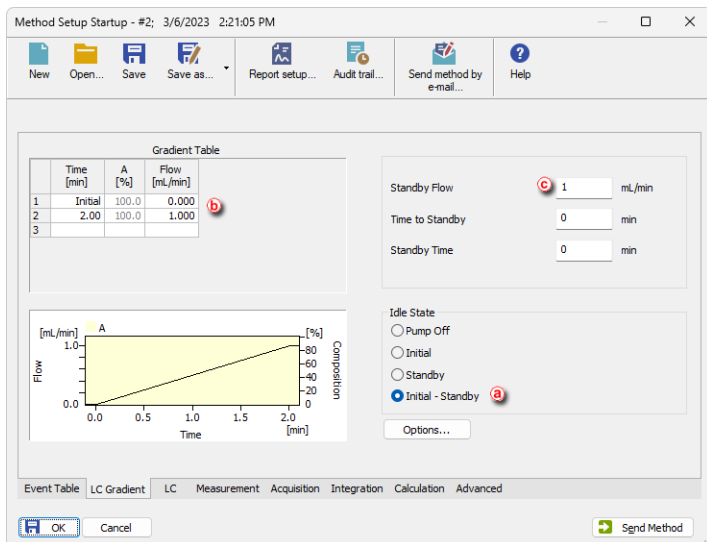 Method Setup Startup - #2; 3/6/2023 2:21:05 PM
New Open... Save Save as... Report setup... Audit trail... Send method by e-mail... Help
Gradient Table
Time [min] A [%] Flow [mL/min]
1 Initial 100.0 0.000
2 2.00 100.0 1.000
3
b
Standby Flow c 1 mL/min
Time to Standby 0 min
Standby Time 0 min
[mL/min] A [%]
1.0
0.0
Flow
80
60
40
20
0
Composition
0.0 0.5 1.0 1.5 2.0
Time [min]
Idle State
Pump Off
Initial
Standby
Initial - Standby a
Options...
Event Table LC Gradient LC Measurement Acquisition Integration Calculation Advanced
OK Cancel Send Method